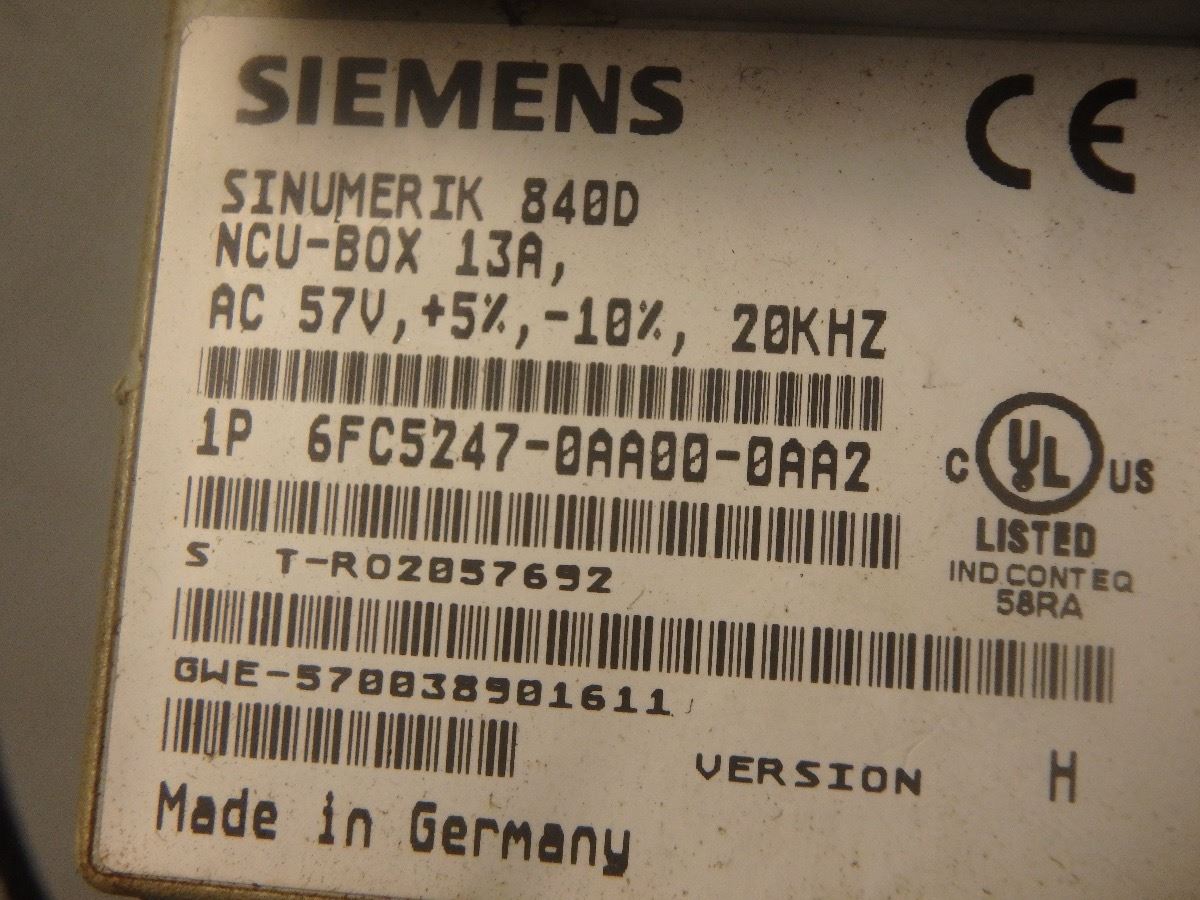 SIEMENS
CE
SINUMERIK 840D
NCU-BOX 13A,
AC 57V,+5%,-10%, 20KHZ
1P 6FC5247-0AA00-0AA2
C UL US
LISTED
IND.CONT.EQ
58RA
S T-RO2057692
GWE-570038901611
VERSION H
Made in Germany